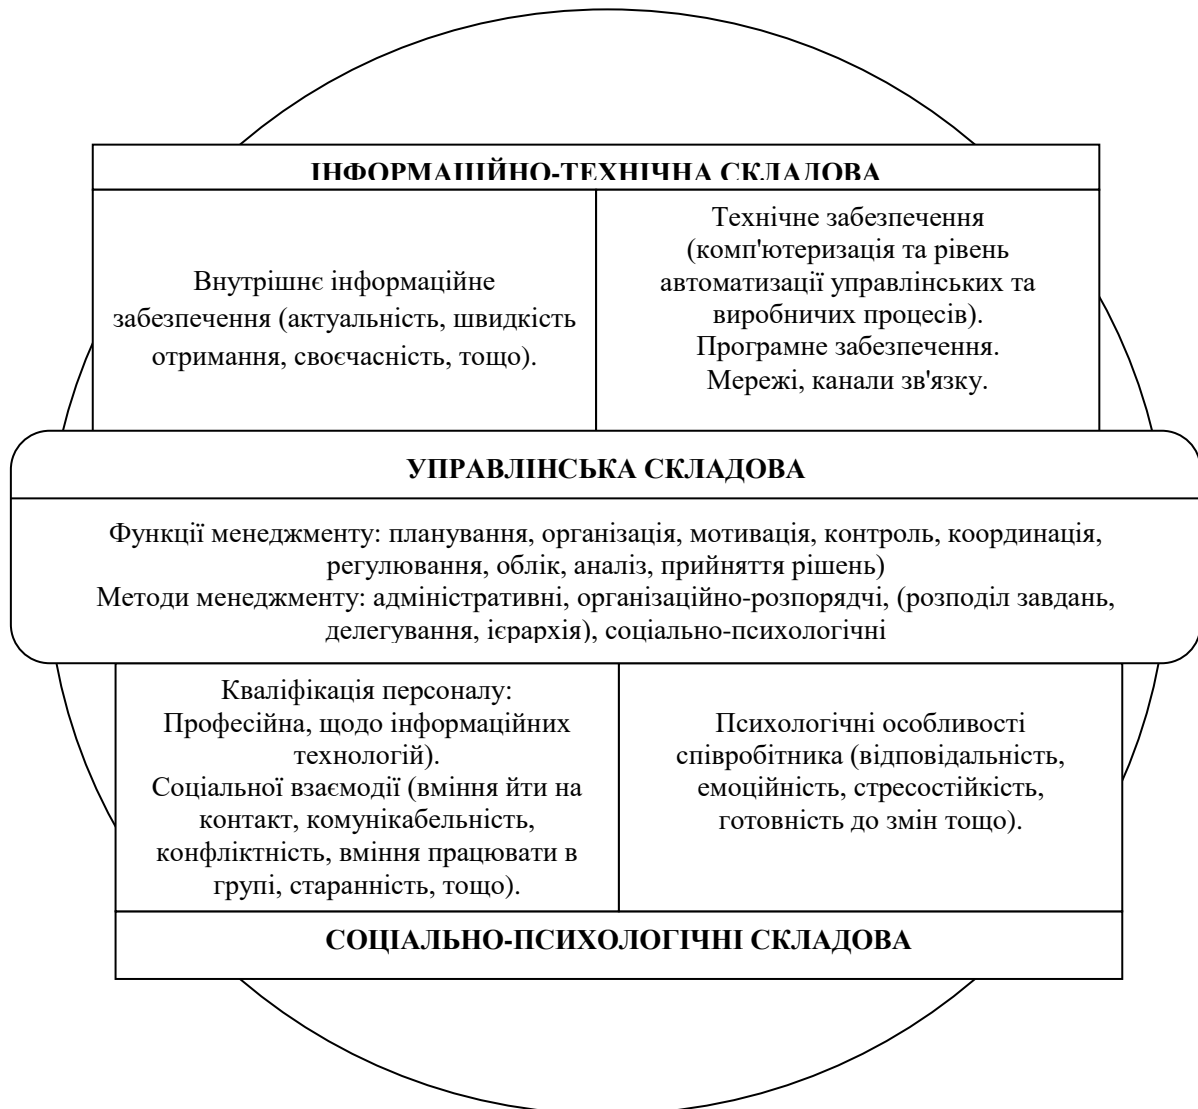 ІНФОРМАЦІЙНО-ТЕХНІЧНА СКЛАДОВА
Внутрішнє інформаційне
забезпечення (актуальність, швидкість
отримання, своєчасність, тощо).
Технічне забезпечення
(комп'ютеризація та рівень
автоматизації управлінських та
виробничих процесів).
Програмне забезпечення.
Мережі, канали зв'язку.
УПРАВЛІНСЬКА СКЛАДОВА
Функції менеджменту: планування, організація, мотивація, контроль, координація,
регулювання, облік, аналіз, прийняття рішень)
Методи менеджменту: адміністративні, організаційно-розпорядчі, (розподіл завдань,
делегування, ієрархія), соціально-психологічні
Кваліфікація персоналу:
Професійна, щодо інформаційних
технологій).
Соціальної взаємодії (вміння йти на
контакт, комунікабельність,
конфліктність, вміння працювати в
групі, старанність, тощо).
Психологічні особливості
співробітника (відповідальність,
емоційність, стресостійкість,
готовність до змін тощо).
СОЦІАЛЬНО-ПСИХОЛОГІЧНІ СКЛАДОВА